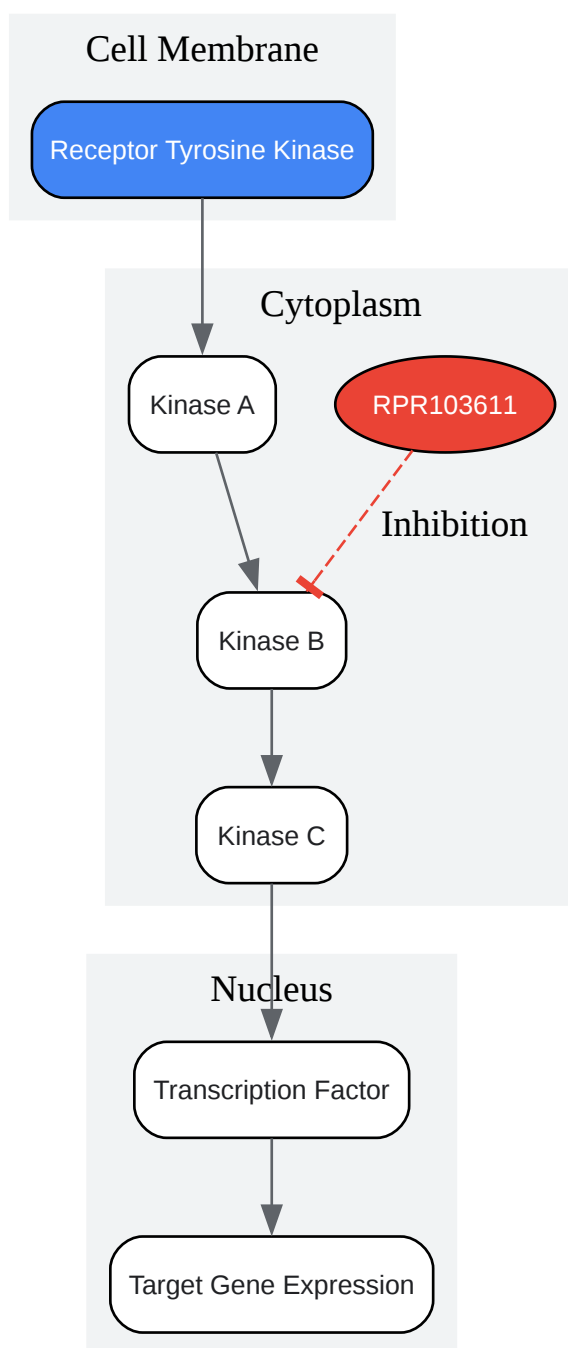 Cell Membrane
Receptor Tyrosine Kinase
Cytoplasm
Kinase A
RPR103611
Inhibition
Kinase B
Kinase C
Nucleus
Transcription Factor
Target Gene Expression